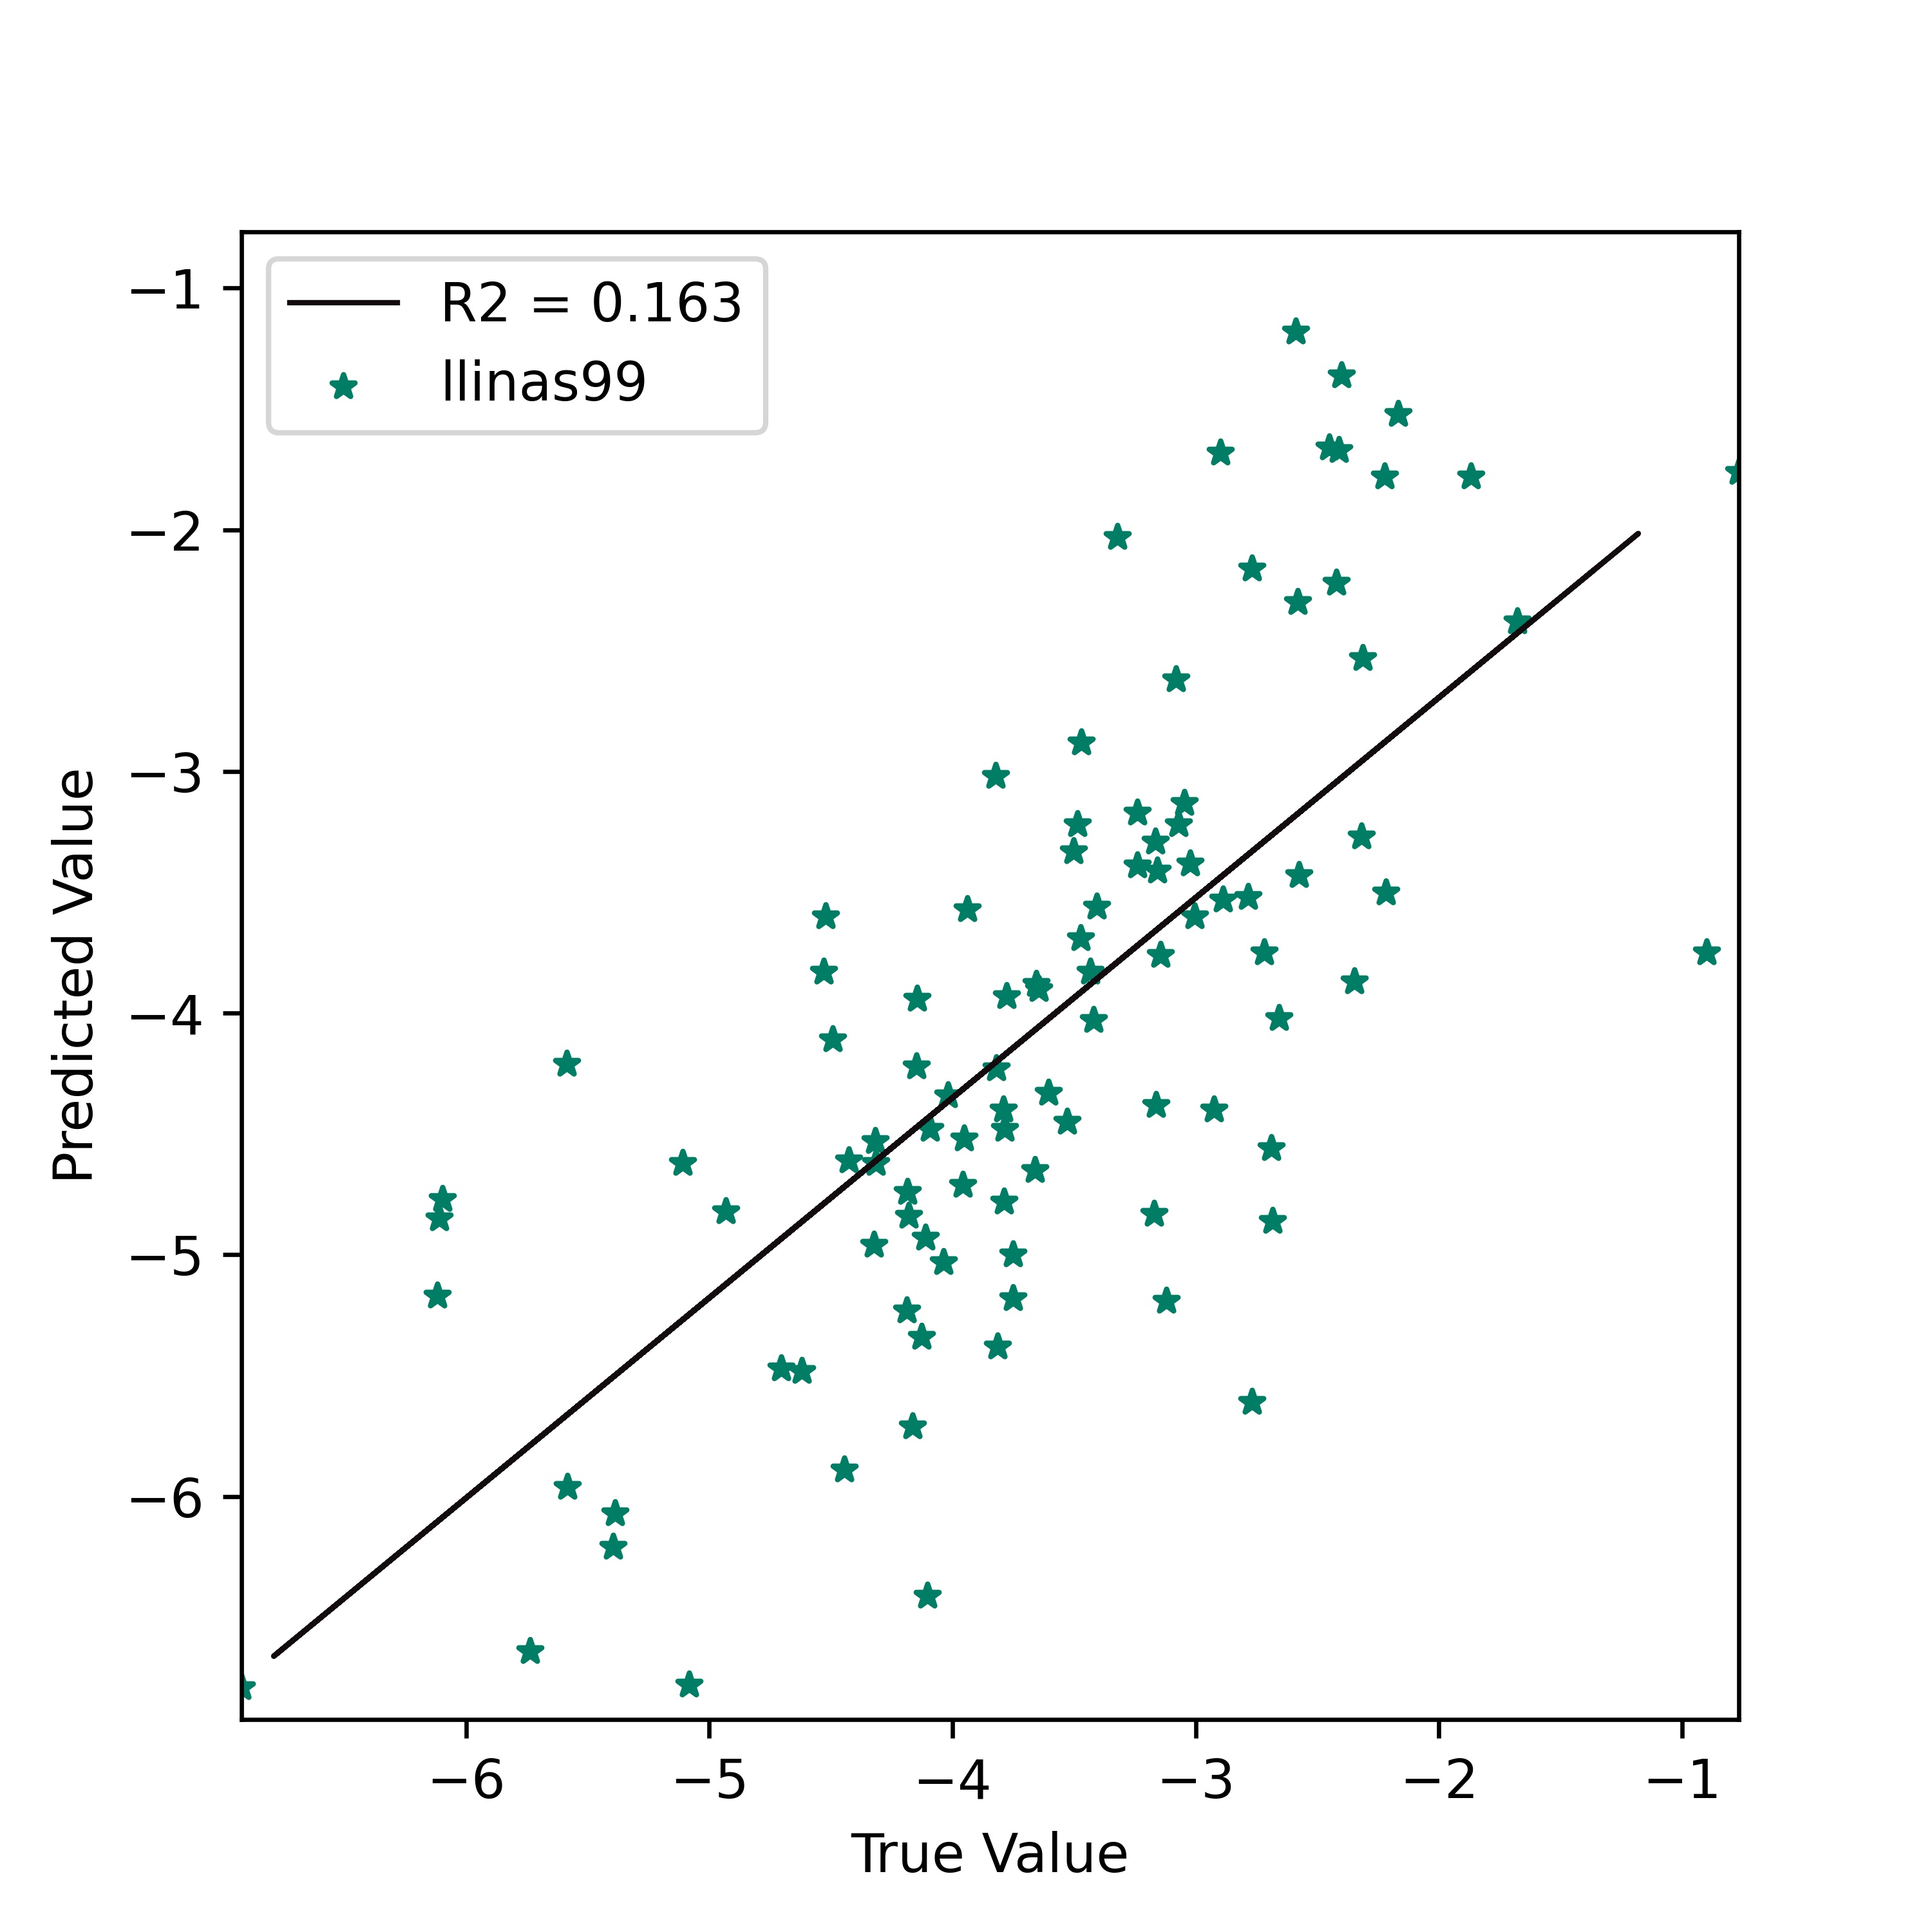 R2 = 0.163
llinas99
−1
−2
−3
−4
−5
−6
Predicted Value
−6 −5 −4 −3 −2 −1
True Value